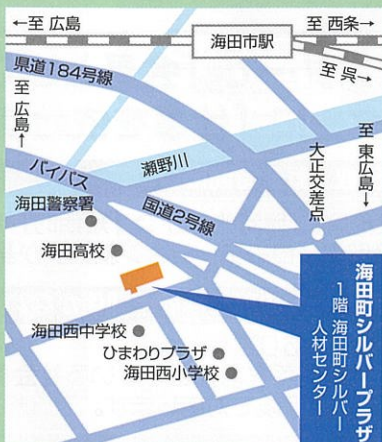 ←至 広島
至 西条→
海田市駅
至 呉→
県道184号線
至 広島↑
バイパス
瀬野川
至 東広島↓
海田警察署
国道2号線
大正交差点
海田高校
海田西中学校
ひまわりプラザ
海田西小学校
海田町シルバープラザ
1階 海田町シルバー
人材センター